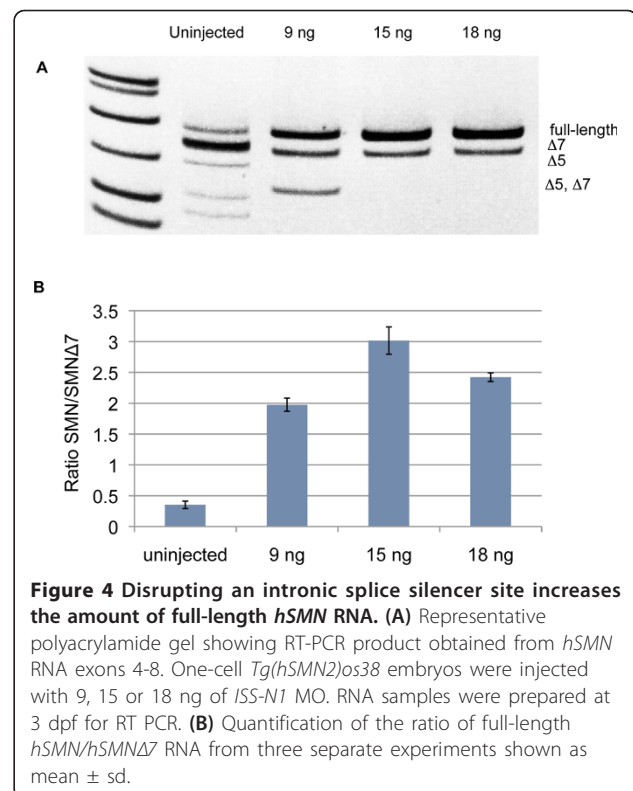 Uninjected 9 ng 15 ng 18 ng
A
full-length
Δ7
Δ5
Δ5, Δ7
B
3.5
3
2.5
2
1.5
1
0.5
0
Ratio SMN/SMNΔ7
uninjected 9 ng 15 ng 18 ng
Figure 4 Disrupting an intronic splice silencer site increases
the amount of full-length hSMN RNA. (A) Representative
polyacrylamide gel showing RT-PCR product obtained from hSMN
RNA exons 4-8. One-cell Tg(hSMN2)os38 embryos were injected
with 9, 15 or 18 ng of ISS-N1 MO. RNA samples were prepared at
3 dpf for RT PCR. (B) Quantification of the ratio of full-length
hSMN/hSMNΔ7 RNA from three separate experiments shown as
mean ± sd.